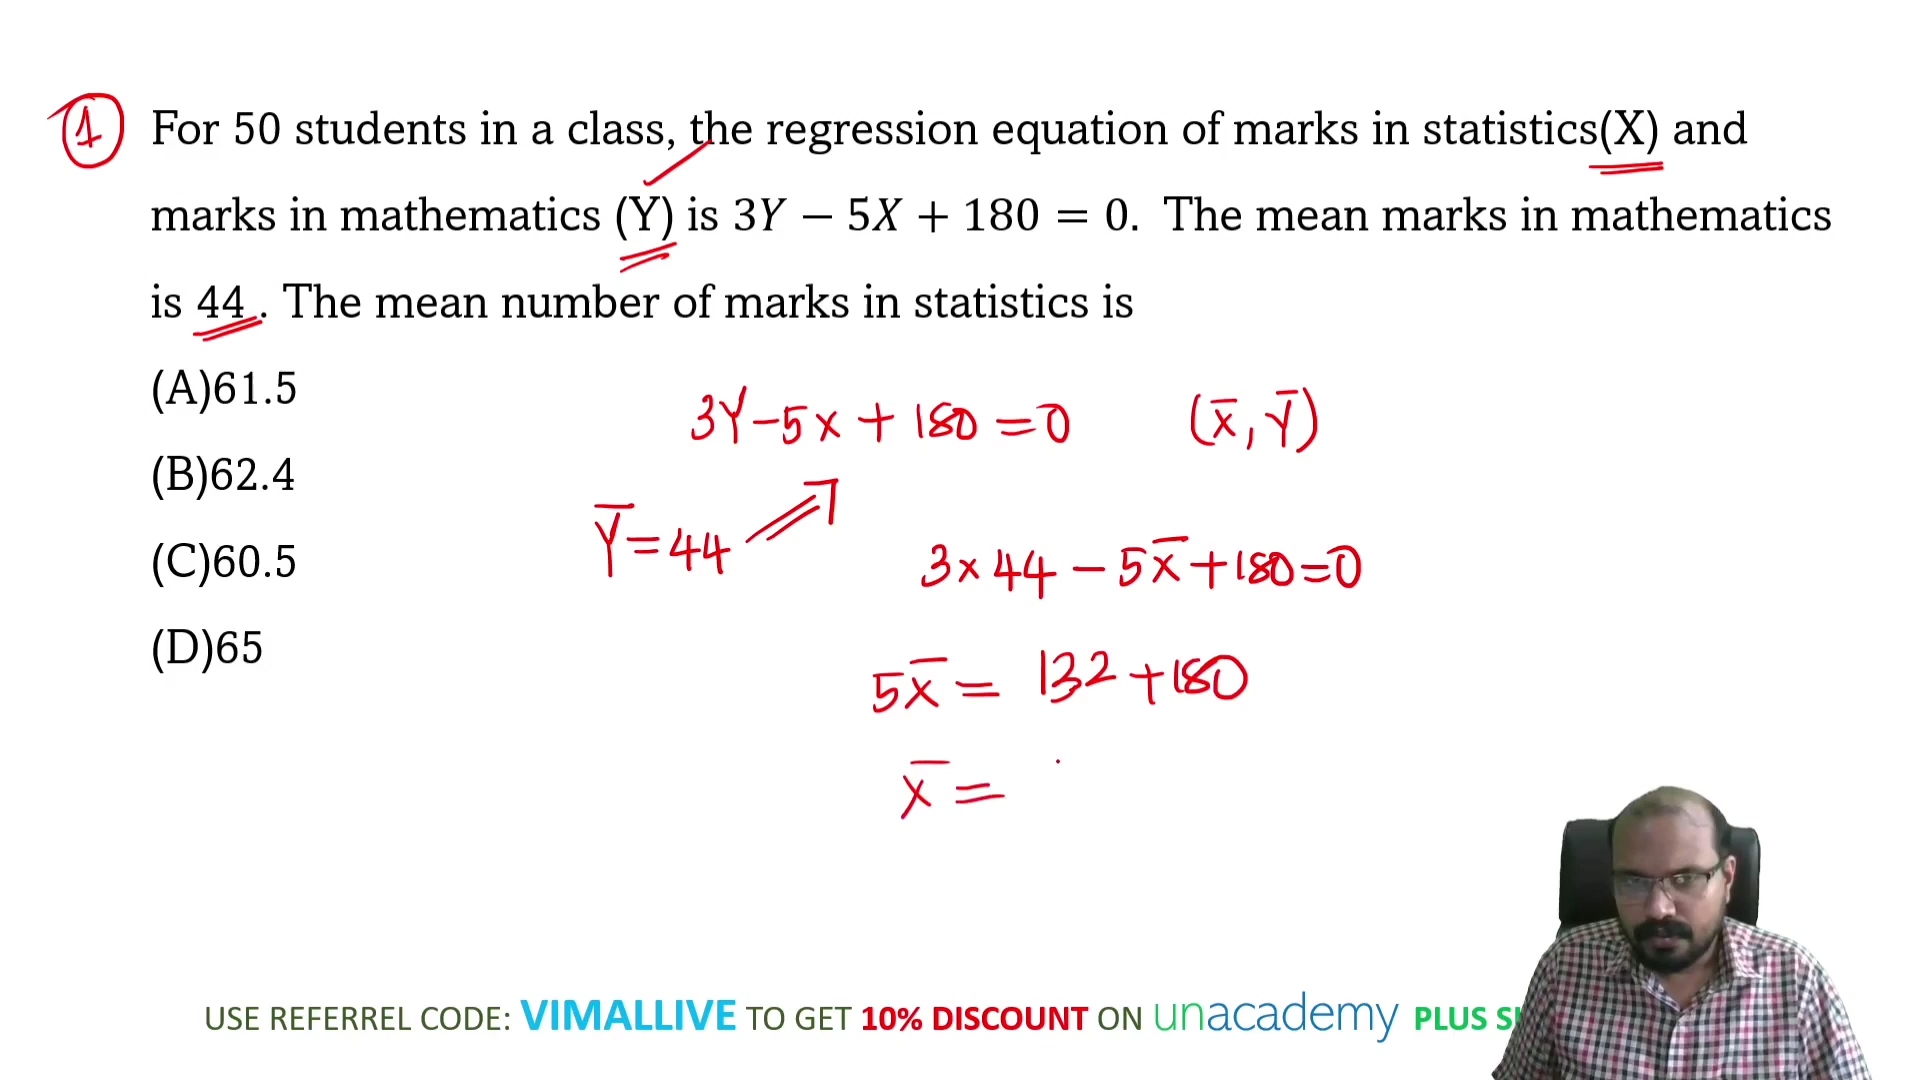 1 For 50 students in a class, the regression equation of marks in statistics(X) and
marks in mathematics (Y) is 3Y − 5X + 180 = 0. The mean marks in mathematics
is 44 . The mean number of marks in statistics is
(A)61.5
(B)62.4
(C)60.5
(D)65
3Y-5x + 180 = 0 (x̅, Y̅)
Y̅ = 44
3 x 44 - 5x̅ + 180 = 0
5x̅ = 132 + 180
x̅ =
USE REFERREL CODE: VIMALLIVE TO GET 10% DISCOUNT ON unacademy PLUS